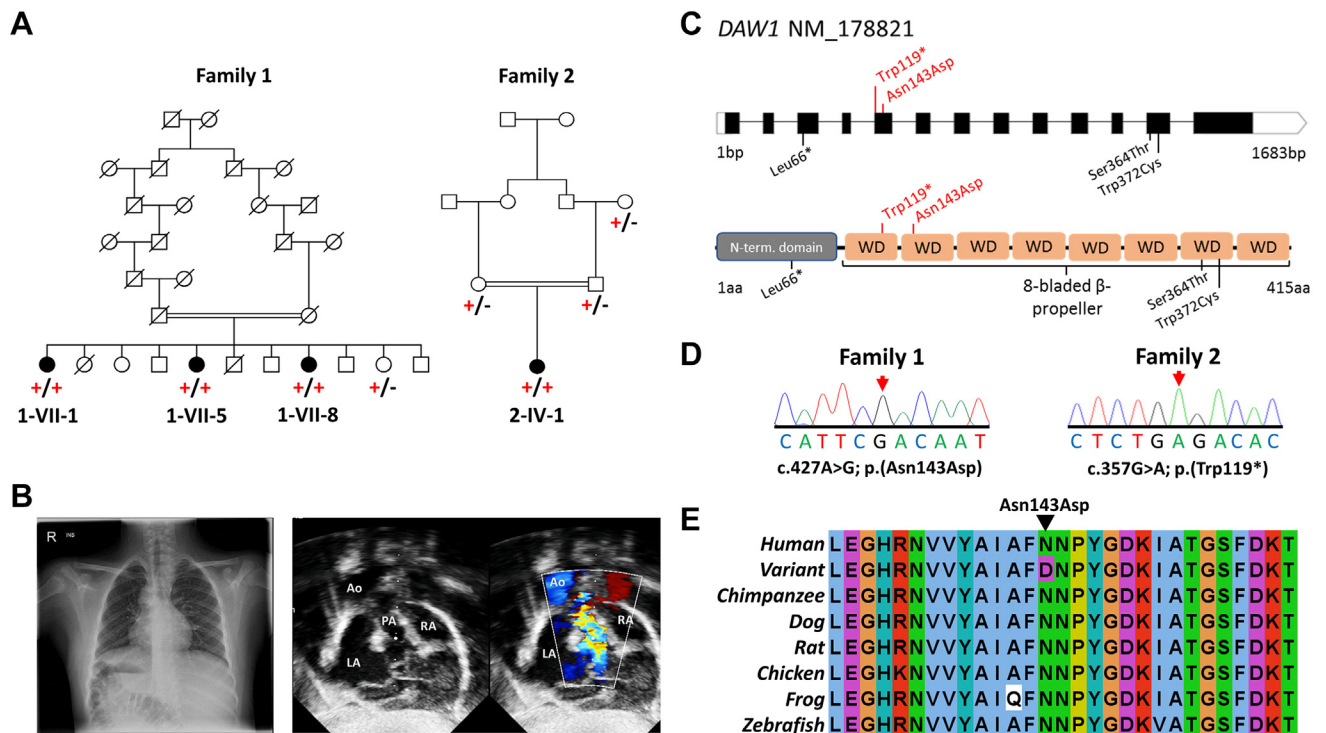 A
Family 1
Family 2
+/-
+/- +/-
+/+ +/+ +/+ +/- +/+
1-VII-1 1-VII-5 1-VII-8 2-IV-1
B
R INS
Ao
PA
RA
LA
Ao
RA
LA
C
DAW1 NM_178821
Trp119*
Asn143Asp
1bp
Leu66*
Ser364Thr
Trp372Cys
1683bp
Trp119*
Asn143Asp
N-term. domain WD WD WD WD WD WD WD WD
1aa
Leu66*
8-bladed β-
propeller
Ser364Thr
Trp372Cys
415aa
D
Family 1
Family 2
C A T T C G A C A A T
C T C T G A G A C A C
c.427A>G; p.(Asn143Asp)
c.357G>A; p.(Trp119*)
E
Asn143Asp
Human LEGHRNVVYAIAFNNPYGDKIATGSFDKT
Variant LEGHRNVVYAIAFDNPYGDKIATGSFDKT
Chimpanzee LEGHRNVVYAIAFNNPYGDKIATGSFDKT
Dog LEGHRNVVYAIAFNNPYGDKIATGSFDKT
Rat LEGHRNVVYAIAFNNPYGDKIATGSFDKT
Chicken LEGHKNVVYAIAFNNPYGDKIATGSFDKT
Frog LEGHRNVVYAIQFNNPYGDKIATGSFDKT
Zebrafish LEGHRNVVYAIAFNNPYGDKVATGSFDKT